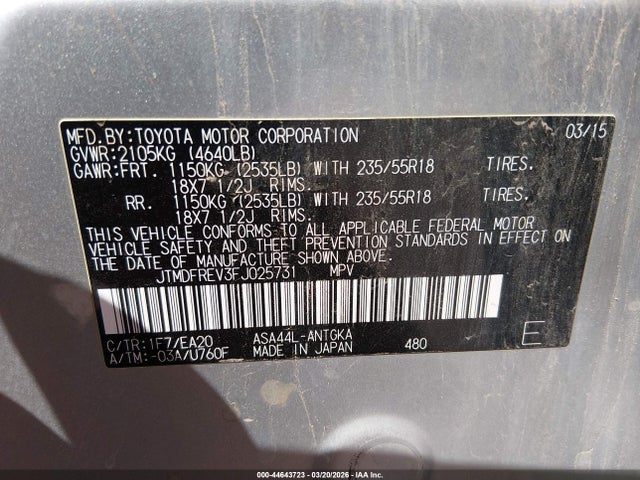 MFD.BY:TOYOTA MOTOR CORPORATION 03/15
GVWR:2105KG (4640LB)
GAWR:FRT. 1150KG (2535LB) WITH 235/55R18 TIRES.
18X7 1/2J RIMS.
RR. 1150KG (2535LB) WITH 235/55R18 TIRES.
18X7 1/2J RIMS.
THIS VEHICLE CONFORMS TO ALL APPLICABLE FEDERAL MOTOR
VEHICLE SAFETY AND THEFT PREVENTION STANDARDS IN EFFECT ON
THE DATE OF MANUFACTURE SHOWN ABOVE.
JTMDFREV3FJ025731 MPV
C/TR:1F7/EA20 ASA44L-ANTGKA 480 E
A/TM:-03A/U760F MADE IN JAPAN
000-44643723 | 03/20/2026 - IAA Inc.